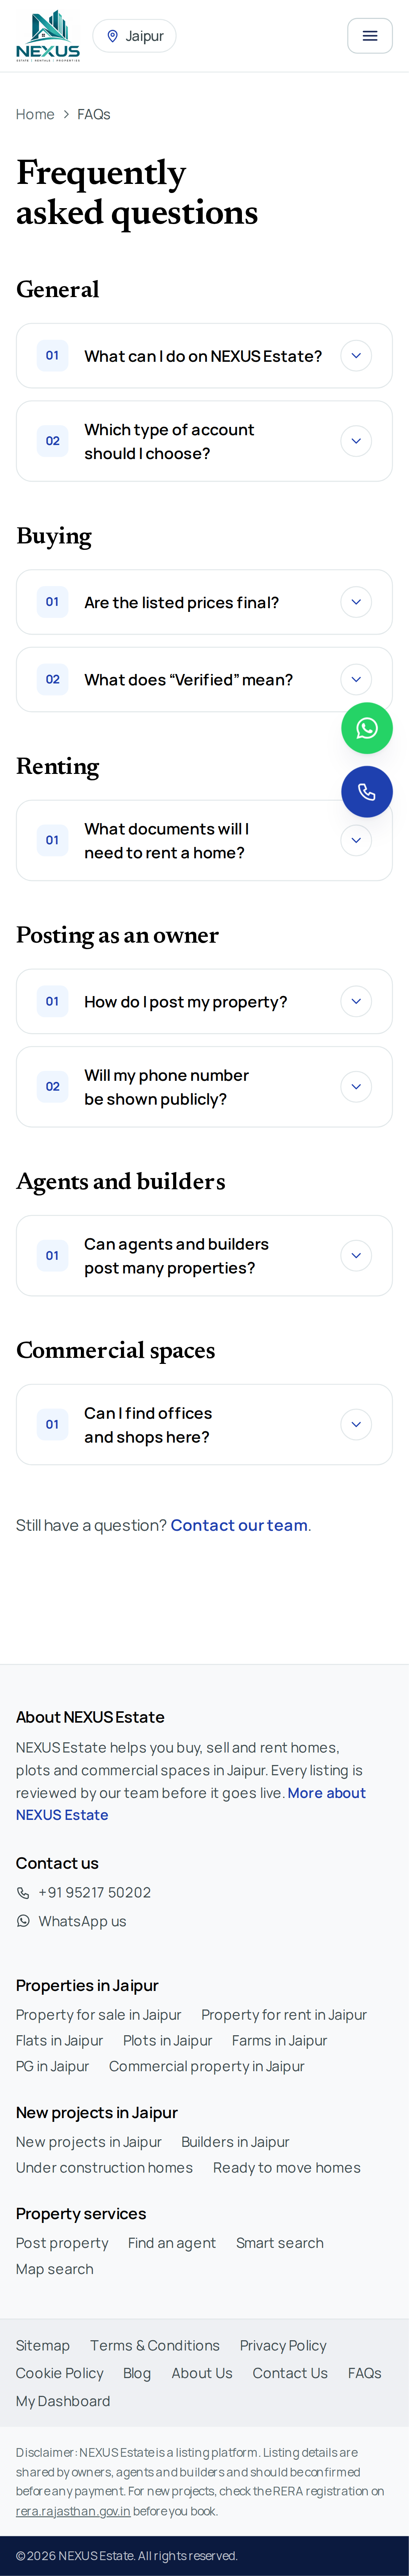 NEXUS
ESTATE | RENTALS | PROPERTIES
Jaipur
Home > FAQs
Frequently
asked questions
General
01 What can I do on NEXUS Estate?
02 Which type of account
should I choose?
Buying
01 Are the listed prices final?
02 What does “Verified” mean?
Renting
01 What documents will I
need to rent a home?
Posting as an owner
01 How do I post my property?
02 Will my phone number
be shown publicly?
Agents and builders
01 Can agents and builders
post many properties?
Commercial spaces
01 Can I find offices
and shops here?
Still have a question? Contact our team.
About NEXUS Estate
NEXUS Estate helps you buy, sell and rent homes,
plots and commercial spaces in Jaipur. Every listing is
reviewed by our team before it goes live. More about
NEXUS Estate
Contact us
+91 95217 50202
WhatsApp us
Properties in Jaipur
Property for sale in Jaipur Property for rent in Jaipur
Flats in Jaipur Plots in Jaipur Farms in Jaipur
PG in Jaipur Commercial property in Jaipur
New projects in Jaipur
New projects in Jaipur Builders in Jaipur
Under construction homes Ready to move homes
Property services
Post property Find an agent Smart search
Map search
Sitemap Terms & Conditions Privacy Policy
Cookie Policy Blog About Us Contact Us FAQs
My Dashboard
Disclaimer: NEXUS Estate is a listing platform. Listing details are
shared by owners, agents and builders and should be confirmed
before any payment. For new projects, check the RERA registration on
rera.rajasthan.gov.in before you book.
© 2026 NEXUS Estate. All rights reserved.